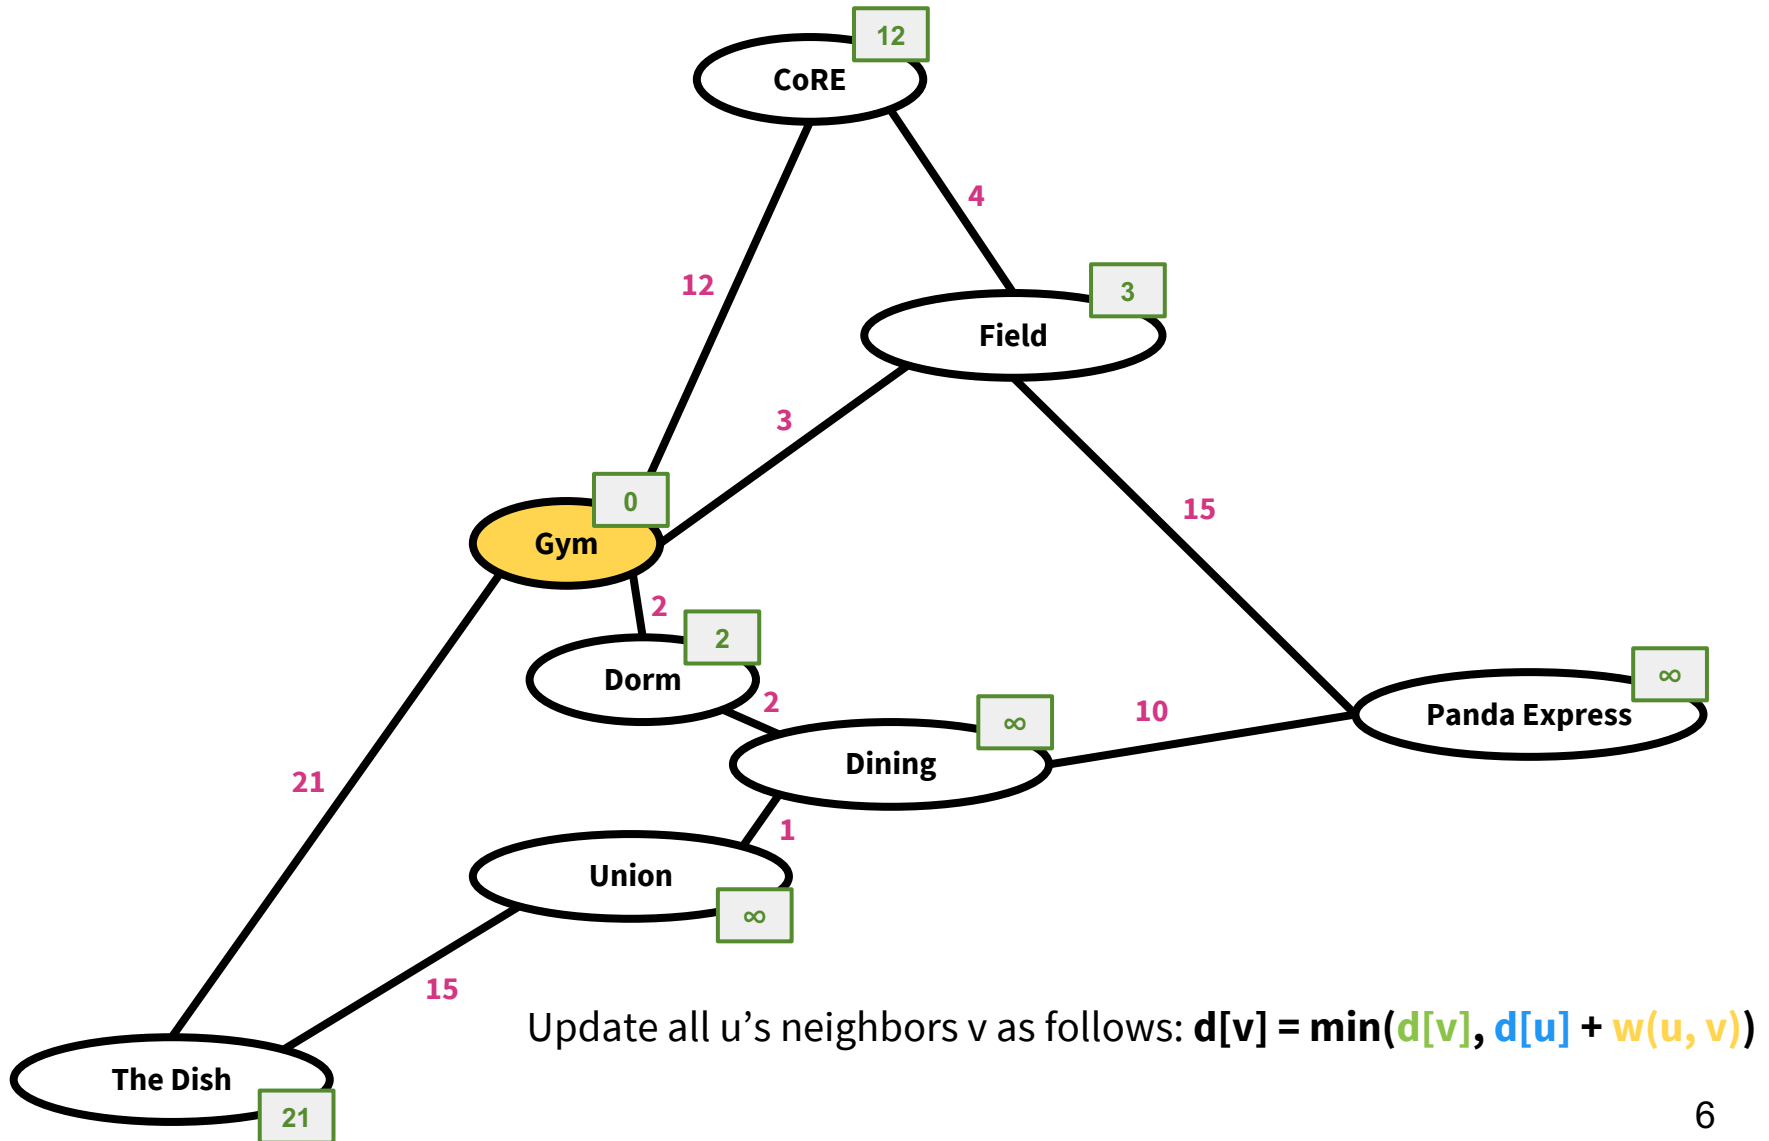 12
CoRE
4
12
3
Field
3
15
0
Gym
2
2
Dorm
2
∞
10
∞
Panda Express
Dining
21
1
Union
∞
15
Update all u’s neighbors v as follows: d[v] = min(d[v], d[u] + w(u, v))
The Dish
21
6